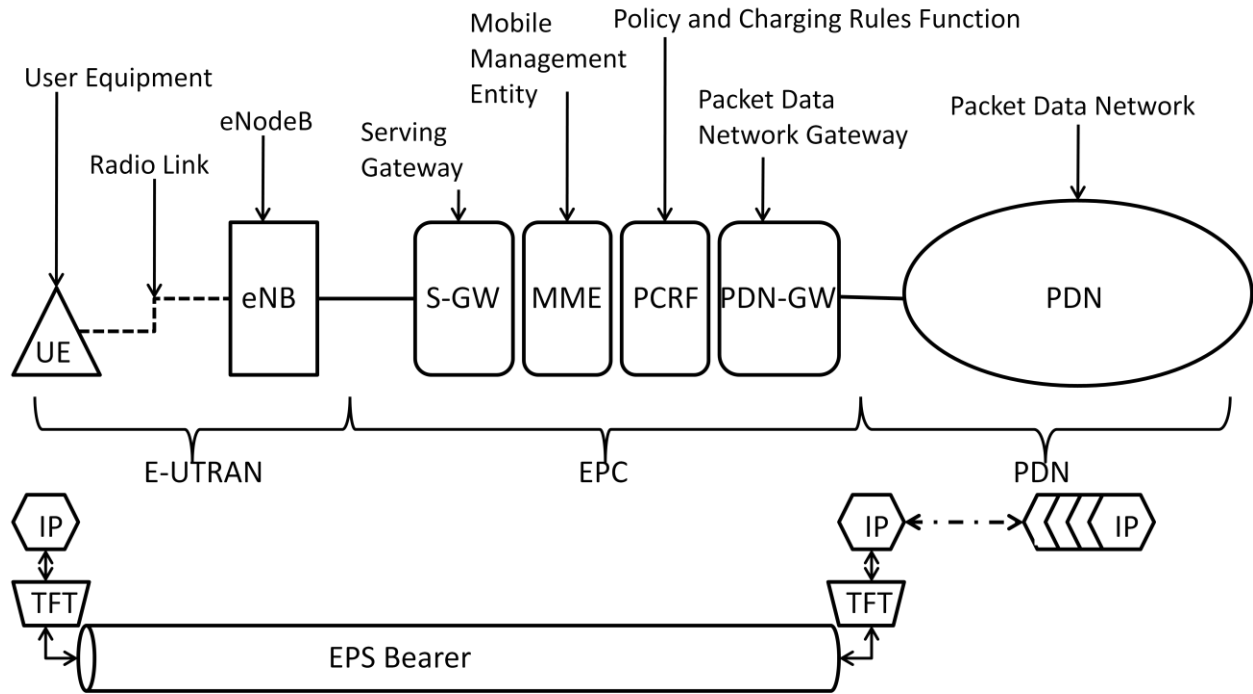 Policy and Charging Rules Function
Mobile
Management
Entity
User Equipment
Packet Data
Network Gateway
Packet Data Network
eNodeB
Serving
Gateway
Radio Link
UE
eNB
S-GW
MME
PCRF
PDN-GW
PDN
E-UTRAN
EPC
PDN
IP
IP
IP
TFT
TFT
EPS Bearer